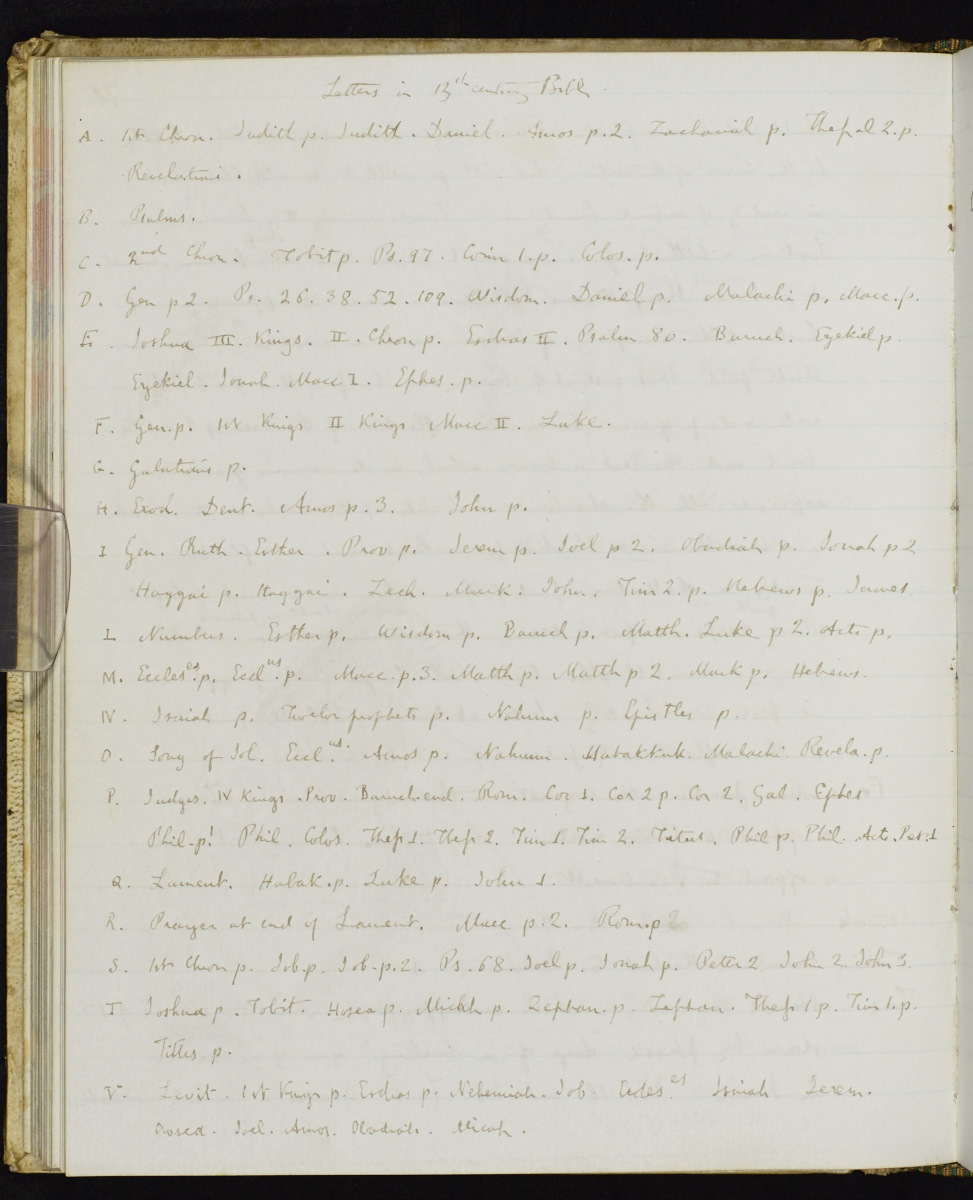 Letters in 13th century Bible.
A. 1st Chron. Judith p. Judith. Daniel. Amos p. 2. Zachariah p. Thessal 2. p.
Revelations.
B. Psalms.
C. 2nd Chron. Tobit p. Ps. 97. Corin 1. p. Colos. p.
D. Gen p 2. Ps. 26. 38. 52. 109. Wisdom. Daniel p. Malachi p. Macc. p.
E. Joshua III. Kings. II. Chron p. Esdras II. Psalm 80. Baruch. Ezekiel p.
Ezekiel. Jonah. Macc I. Ephes. p.
F. Gen. p. 1st Kings II Kings Macc II. Luke.
G. Galatians p.
H. Exod. Deut. Amos p. 3. John p.
I Gen. Ruth. Esther. Prov p. Jerem p. Joel p 2. Obadiah p. Jonah p 2
Haggai p. Haggai. Zech. Mark. John. Tim 2. p. Hebrews p. James
L Numbers. Esther p. Wisdom p. Baruch p. Matth. Luke p 2. Acts p.
M. Eccles.es p. Eccl.us p. Macc. p. 3. Matth p. Matth p 2. Mark p. Hebrews.
N. Isaiah p. Twelve prophets p. Nahum p. Epistles p.
O. Song of Sol. Eccl.us Amos p. Nahum. Habakkuk. Malachi. Revela. p.
P. Judges. IV Kings. Prov. Baruch end. Rom. Cor 1. Cor 2 p. Cor 2. Gal. Ephes
Phil. p! Phil. Colos. Thess 1. Thess 2. Tim 1. Tim 2. Titus. Phil p. Phil. Acts. Pet. 1
Q. Lament. Habak. p. Luke p. John 1.
R. Prayer at end of Lament. Macc p. 2. Rom. p 2
S. 1st Chron p. Job. p. Job. p. 2. Ps. 68. Joel p. Jonah p. Peter 2 John 2. John 3.
T Joshua p. Tobit. Hosea p. Micah p. Zephan. p. Zephan. Thess 1. p. Tim 1. p.
Titus p.
V. Levit. 1st Kings p. Esdras p. Nehemiah. Job. Eccles.es Isaiah Jerem.
Hosea. Joel. Amos. Obadiah. Micah.